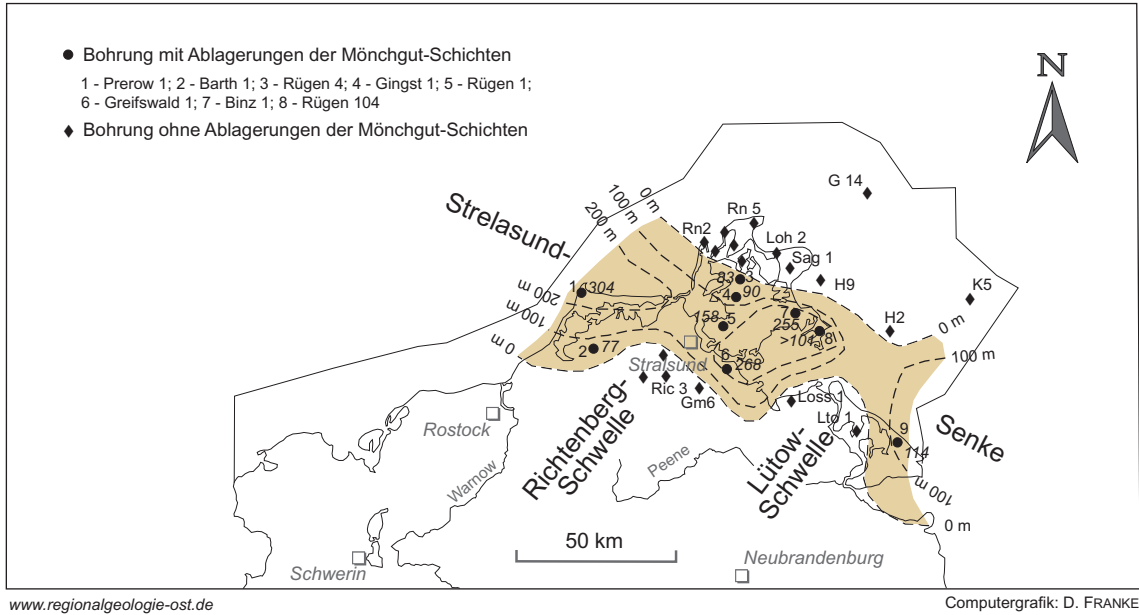 ● Bohrung mit Ablagerungen der Mönchgut-Schichten
1 - Prerow 1; 2 - Barth 1; 3 - Rügen 4; 4 - Gingst 1; 5 - Rügen 1;
6 - Greifswald 1; 7 - Binz 1; 8 - Rügen 104
♦ Bohrung ohne Ablagerungen der Mönchgut-Schichten
N
G 14
Strelasund-
0 m
100 m
200 m
Rn 5
Rn2
Loh 2
Sag 1
H9
K5
H2
0 m
100 m
1 304
83 3
4 90
158 5
7
255
>101 8
200 m
100 m
0 m
2 77
6 268
Stralsund
Ric 3
Gm6
Loss 1
Lto 1
9
114
Senke
100 m
0 m
Richtenberg-
Schwelle
Lütow-
Schwelle
Rostock
Warnow
Peene
50 km
Schwerin
Neubrandenburg
www.regionalgeologie-ost.de
Computergrafik: D. FRANKE